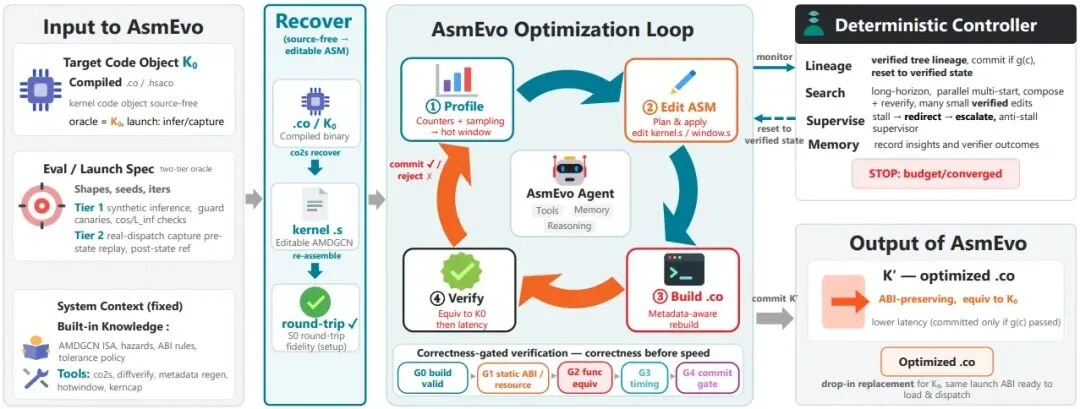 Input to AsmEvo
Target Code Object K₀
Compiled .co / .hsaco
kernel code object source-free
oracle = K₀, launch: infer/capture
Eval / Launch Spec two-tier oracle
Shapes, seeds, iters
Tier 1 synthetic inference, guard
canaries, cos/L_inf checks
Tier 2 real-dispatch capture pre-
state replay, post-state ref
System Context (fixed)
Built-in Knowledge :
AMDGCN ISA, hazards, ABI rules,
tolerance policy
Tools: co2s, diffverify, metadata regen,
hotwindow, kerncap
Recover
(source-free →
editable ASM)
.co / K₀
Compiled binary
co2s recover
kernel .s
Editable AMDGCN
re-assemble
round-trip ✓
S0 round-trip
fidelity (setup)
AsmEvo Optimization Loop
① Profile
Counters + sampling
→ hot window
② Edit ASM
Plan & apply
edit kernel.s / window.s
commit ✓ /
reject ✗
AsmEvo Agent
Tools Memory
Reasoning
④ Verify
Equiv to K0
then latency
③ Build .co
Metadata-aware
rebuild
Correctness-gated verification — correctness before speed
G0 build
valid
G1 static ABI /
resource
G2 func
equiv
G3
timing
G4 commit
gate
monitor
reset to
verified state
commit K'
Deterministic Controller
Lineage verified tree lineage, commit if g(c),
reset to verified state
Search long-horizon, parallel multi-start, compose
+ reverify, many small verified edits
Supervise stall → redirect → escalate, anti-stall
supervisor
Memory record insights and verifier outcomes
STOP: budget/converged
Output of AsmEvo
K′ — optimized .co
ABI-preserving, equiv to K₀
lower latency (committed only if g(c) passed)
Optimized .co
drop-in replacement for K₀, same launch ABI ready to
load & dispatch